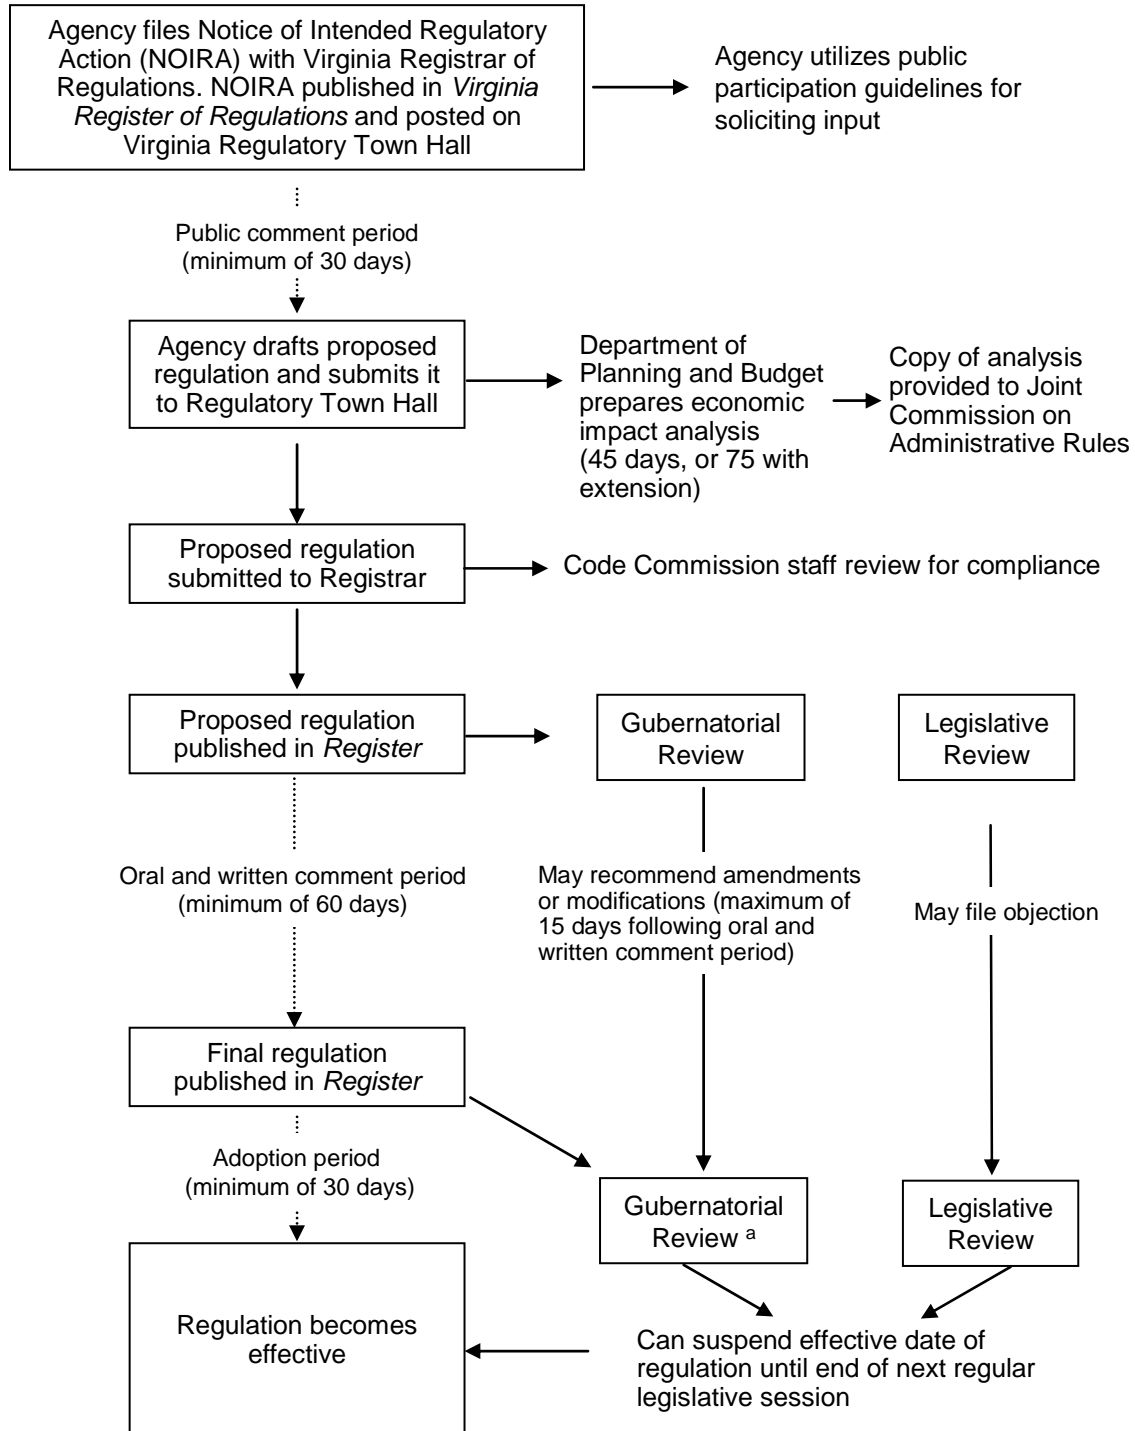 Agency files Notice of Intended Regulatory
Action (NOIRA) with Virginia Registrar of
Regulations. NOIRA published in Virginia
Register of Regulations and posted on
Virginia Regulatory Town Hall
Agency utilizes public
participation guidelines for
soliciting input
Public comment period
(minimum of 30 days)
Agency drafts proposed
regulation and submits it
to Regulatory Town Hall
Department of
Planning and Budget
prepares economic
impact analysis
(45 days, or 75 with
extension)
Copy of analysis
provided to Joint
Commission on
Administrative Rules
Proposed regulation
submitted to Registrar
Code Commission staff review for compliance
Proposed regulation
published in Register
Gubernatorial
Review
Legislative
Review
Oral and written comment period
(minimum of 60 days)
May recommend amendments
or modifications (maximum of
15 days following oral and
written comment period)
May file objection
Final regulation
published in Register
Adoption period
(minimum of 30 days)
Gubernatorial
Review a
Legislative
Review
Regulation becomes
effective
Can suspend effective date of
regulation until end of next regular
legislative session